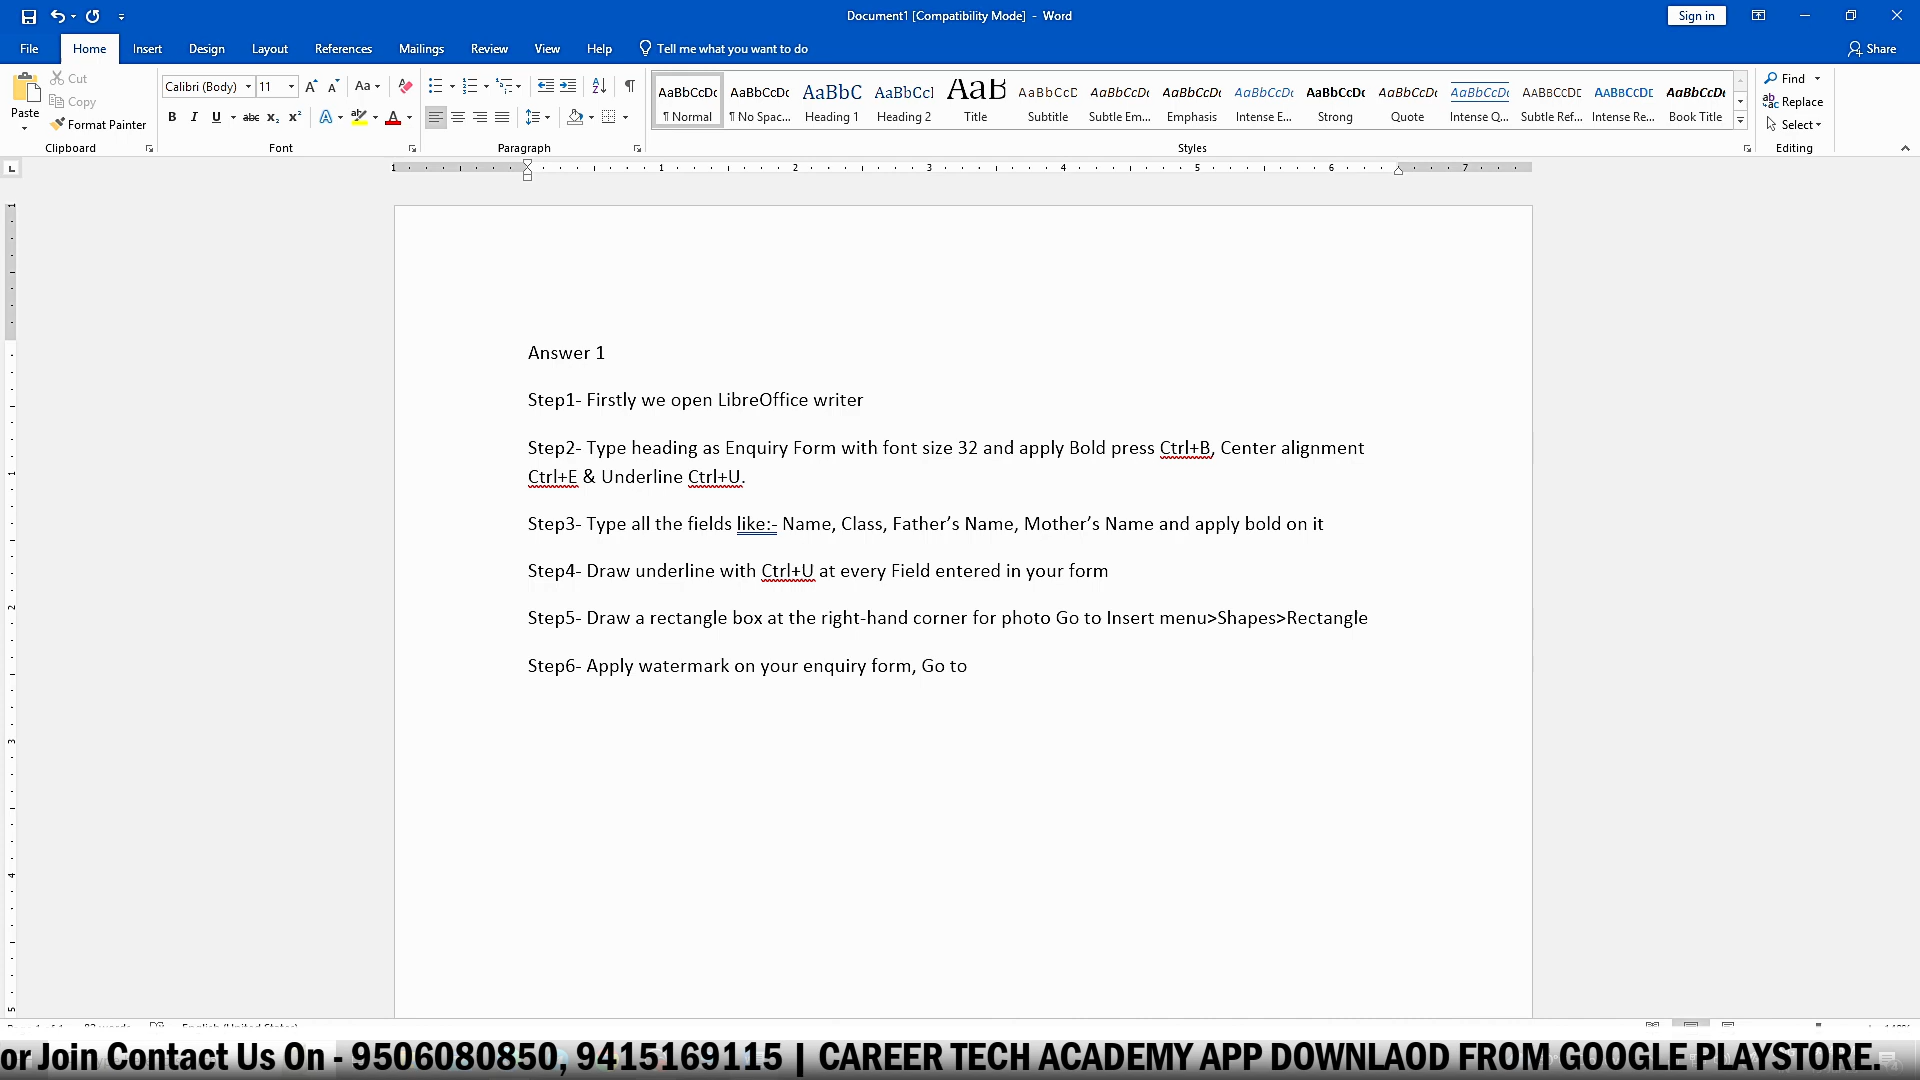 Document1 [Compatibility Mode] - Word
Sign in
File Home Insert Design Layout References Mailings Review View Help Tell me what you want to do
Share
Paste
Cut
Copy
Format Painter
Clipboard
Calibri (Body) 11
Font
Paragraph
AaBbCcDc AaBbCcDc AaBbC AaBbCcI AaB AaBbCcD AaBbCcDc AaBbCcDc AaBbCcDc AaBbCcDc AaBbCcDc AaBbCcDc AABBCCDE AABBCCDE AaBbCcDc
¶ Normal ¶ No Spac... Heading 1 Heading 2 Title Subtitle Subtle Em... Emphasis Intense E... Strong Quote Intense Q... Subtle Ref... Intense Re... Book Title
Styles
Find
Replace
Select
Editing
1 1 2 3 4 5 6 7
Answer 1
Step1- Firstly we open LibreOffice writer
Step2- Type heading as Enquiry Form with font size 32 and apply Bold press Ctrl+B, Center alignment
Ctrl+E & Underline Ctrl+U.
Step3- Type all the fields like:- Name, Class, Father’s Name, Mother’s Name and apply bold on it
Step4- Draw underline with Ctrl+U at every Field entered in your form
Step5- Draw a rectangle box at the right-hand corner for photo Go to Insert menu>Shapes>Rectangle
Step6- Apply watermark on your enquiry form, Go to
or Join Contact Us On - 9506080850, 9415169115 | CAREER TECH ACADEMY APP DOWNLAOD FROM GOOGLE PLAYSTORE.